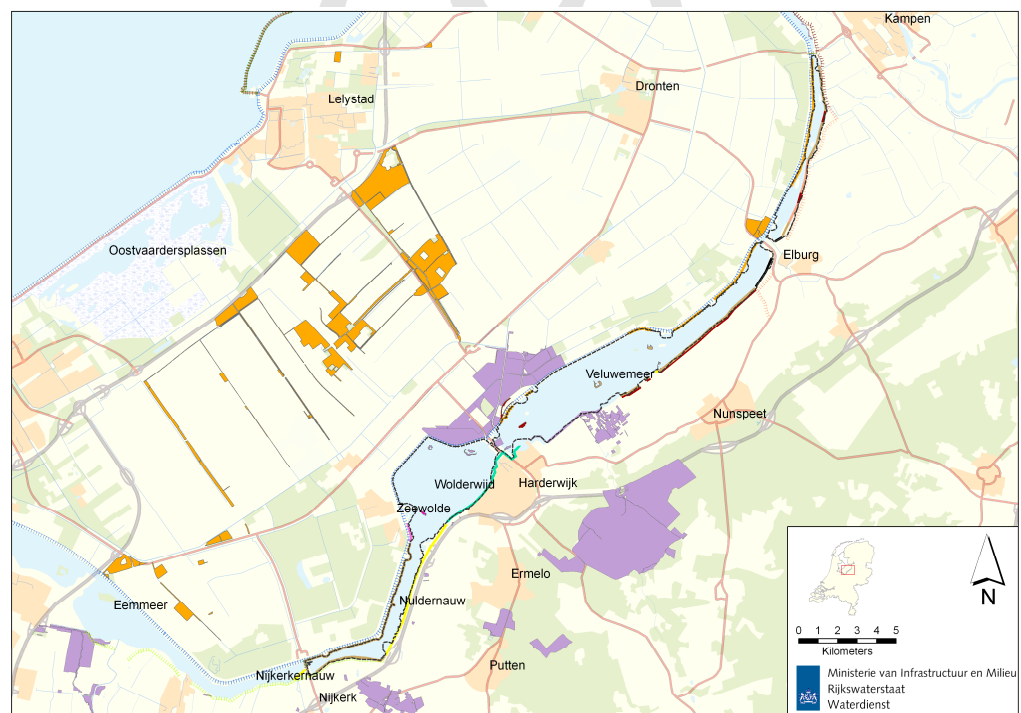 Kampen
Dronten
Lelystad
Oostvaardersplassen
Elburg
Veluwemeer
Nunspeet
Wolderwijd
Harderwijk
Zeewolde
Ermelo
Nuldernauw
Eemmeer
Putten
Nijkerkernauw
Nijkerk
N
0 1 2 3 4 5
Kilometers
Ministerie van Infrastructuur en Milieu
Rijkswaterstaat
Waterdienst